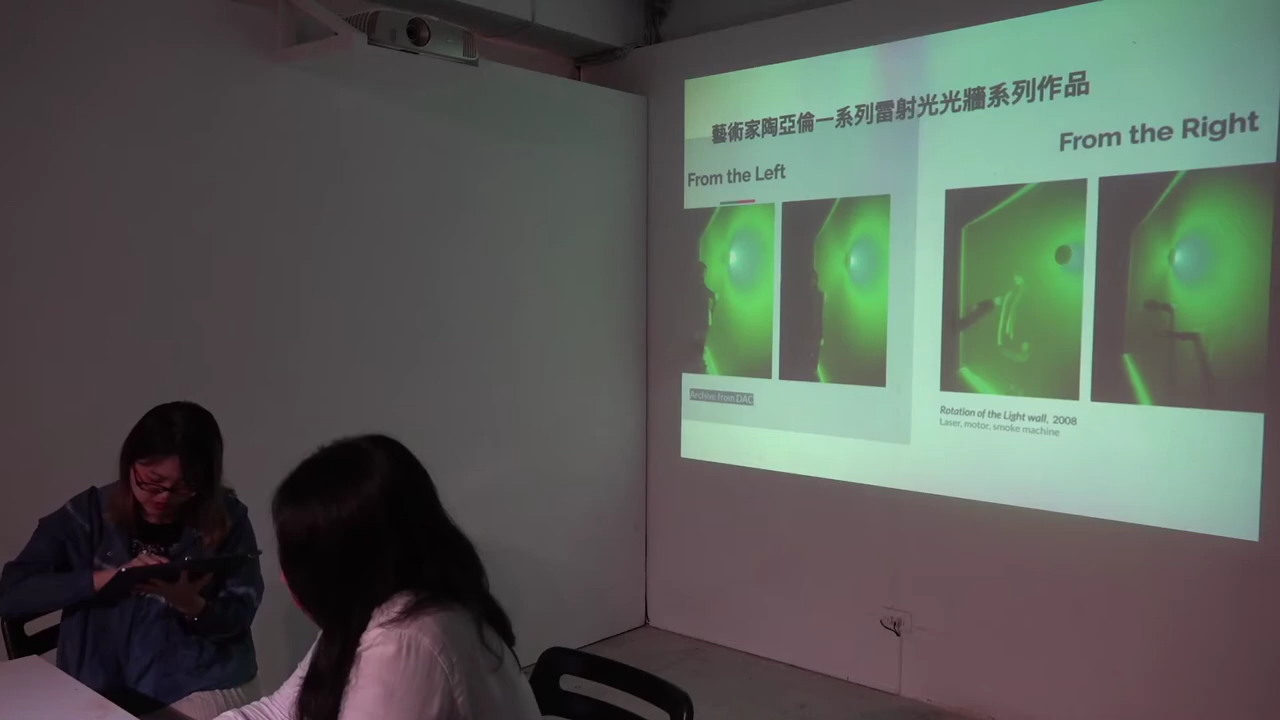 藝術家陶亞倫一系列雷射光光牆系列作品
From the Left
From the Right
Archive from DAC
Rotation of the Light wall, 2008
Laser, motor, smoke machine